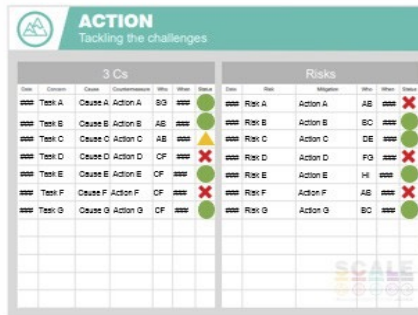 ACTION
Tackling the challenges
3 Cs
Date Concern Cause Countermeasure Who When Status
### Task A Cause A Action A BG ###
### Task B Cause B Action B AB ###
### Task C Cause C Action C AB ###
### Task D Cause D Action D CF ###
### Task E Cause E Action E CF ###
### Task F Cause F Action F CF ###
### Task G Cause G Action G CF ###
Risks
Date Risk Mitigation Who When Status
### Risk A Action A AB ###
### Risk B Action B BC ###
### Risk C Action C DE ###
### Risk D Action D FG ###
### Risk E Action E HI ###
### Risk F Action F AB ###
### Risk G Action G BC ###
SCALE